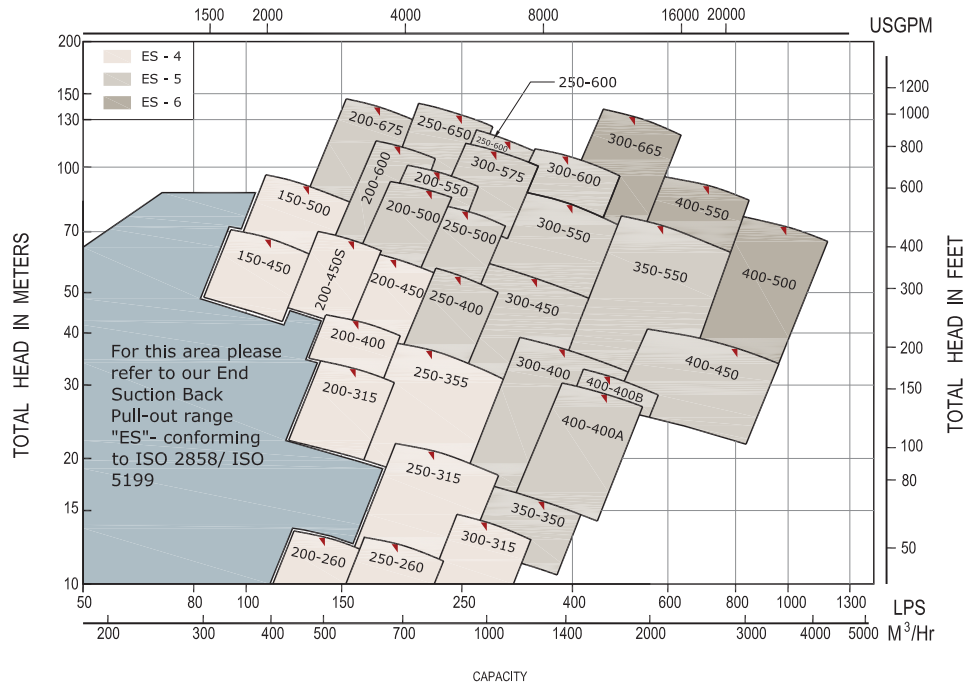 1500 2000 4000 8000 16000 20000
USGPM
200
150
130
100
70
50
40
30
20
15
10
TOTAL HEAD IN METERS
ES - 4
ES - 5
ES - 6
250-600
200-675
250-650
250-600
300-665
200-600
300-575
300-600
200-550
150-500
200-500
400-550
250-500
300-550
150-450
200-450S
200-450
350-550
400-500
250-400
300-450
200-400
250-355
300-400
400-450
200-315
400-400B
400-400A
250-315
350-350
300-315
200-260
250-260
For this area please
refer to our End
Suction Back
Pull-out range
"ES"- conforming
to ISO 2858/ ISO
5199
1200
1000
800
600
400
300
200
150
100
80
50
TOTAL HEAD IN FEET
50 80 100 150 250 400 600 800 1000 1300
LPS
200 300 400 500 700 1000 1400 2000 3000 4000 5000
M3/Hr
CAPACITY